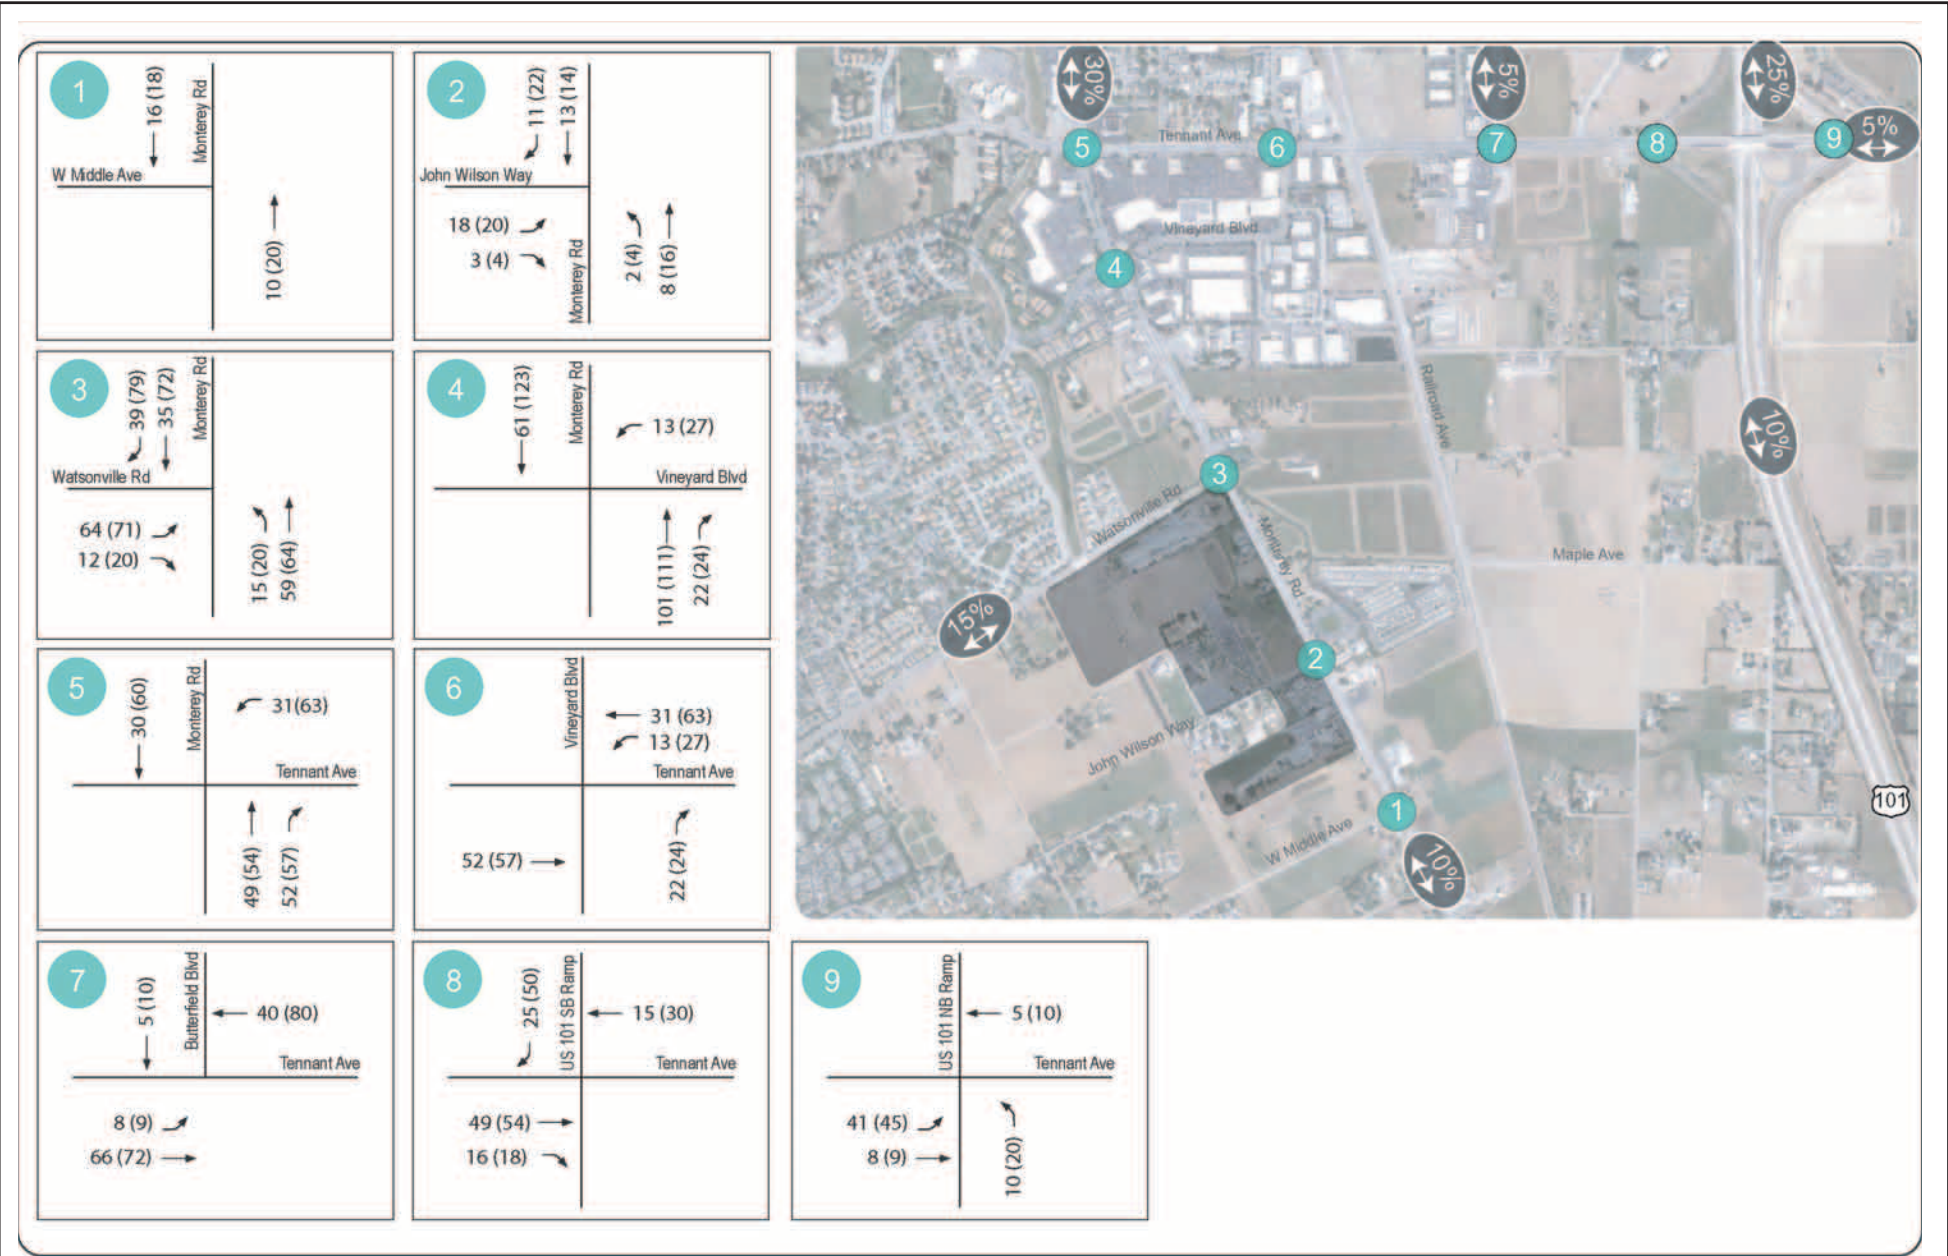 1
16 (18)
Monterey Rd
W Middle Ave
10 (20)
2
11 (22)
13 (14)
John Wilson Way
18 (20)
3 (4)
Monterey Rd
2 (4)
8 (16)
3
39 (79)
35 (72)
Monterey Rd
Watsonville Rd
64 (71)
12 (20)
15 (20)
59 (64)
4
61 (123)
Monterey Rd
13 (27)
Vineyard Blvd
101 (111)
22 (24)
5
30 (60)
Monterey Rd
31(63)
Tennant Ave
49 (54)
52 (57)
6
Vineyard Blvd
31 (63)
13 (27)
Tennant Ave
52 (57)
22 (24)
7
5 (10)
Butterfield Blvd
40 (80)
Tennant Ave
8 (9)
66 (72)
8
25 (50)
US 101 SB Ramp
15 (30)
Tennant Ave
49 (54)
16 (18)
9
US 101 NB Ramp
5 (10)
Tennant Ave
41 (45)
8 (9)
10 (20)
30%
5%
25%
5
Tennant Ave
6
7
8
9
5%
Vineyard Blvd
4
Railroad Ave
10%
3
Watsonville Rd
Monterey Rd
Maple Ave
15%
2
John Wilson Way
1
101
W Middle Ave
10%